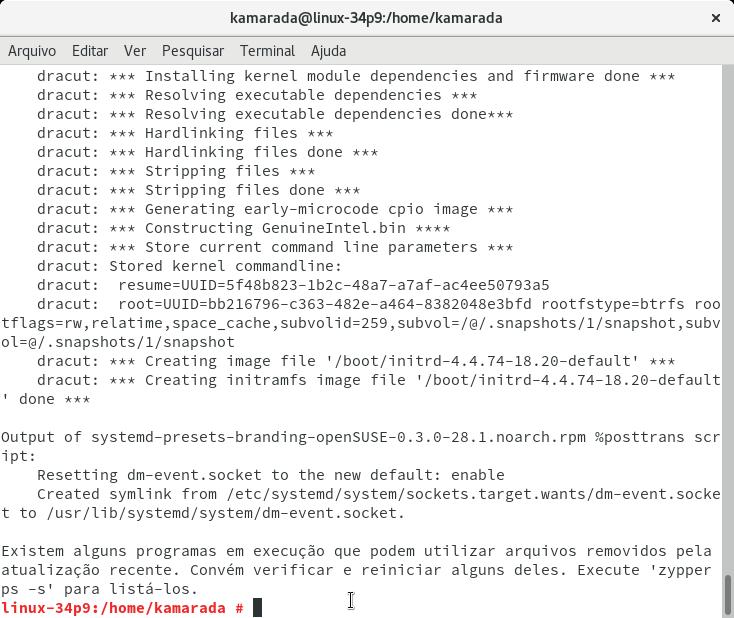 kamarada@linux-34p9:/home/kamarada
×
Arquivo Editar Ver Pesquisar Terminal Ajuda
    dracut: *** Installing kernel module dependencies and firmware done ***
    dracut: *** Resolving executable dependencies ***
    dracut: *** Resolving executable dependencies done***
    dracut: *** Hardlinking files ***
    dracut: *** Hardlinking files done ***
    dracut: *** Stripping files ***
    dracut: *** Stripping files done ***
    dracut: *** Generating early-microcode cpio image ***
    dracut: *** Constructing GenuineIntel.bin ****
    dracut: *** Store current command line parameters ***
    dracut: Stored kernel commandline:
    dracut:  resume=UUID=5f48b823-1b2c-48a7-a7af-ac4ee50793a5
    dracut:  root=UUID=bb216796-c363-482e-a464-8382048e3bfd rootfstype=btrfs roo
tflags=rw,relatime,space_cache,subvolid=259,subvol=/@/.snapshots/1/snapshot,subv
ol=@/.snapshots/1/snapshot
    dracut: *** Creating image file '/boot/initrd-4.4.74-18.20-default' ***
    dracut: *** Creating initramfs image file '/boot/initrd-4.4.74-18.20-default
' done ***

Output of systemd-presets-branding-openSUSE-0.3.0-28.1.noarch.rpm %posttrans scr
ipt:
    Resetting dm-event.socket to the new default: enable
    Created symlink from /etc/systemd/system/sockets.target.wants/dm-event.socke
t to /usr/lib/systemd/system/dm-event.socket.

Existem alguns programas em execução que podem utilizar arquivos removidos pela
atualização recente. Convém verificar e reiniciar alguns deles. Execute 'zypper
ps -s' para listá-los.
linux-34p9:/home/kamarada #